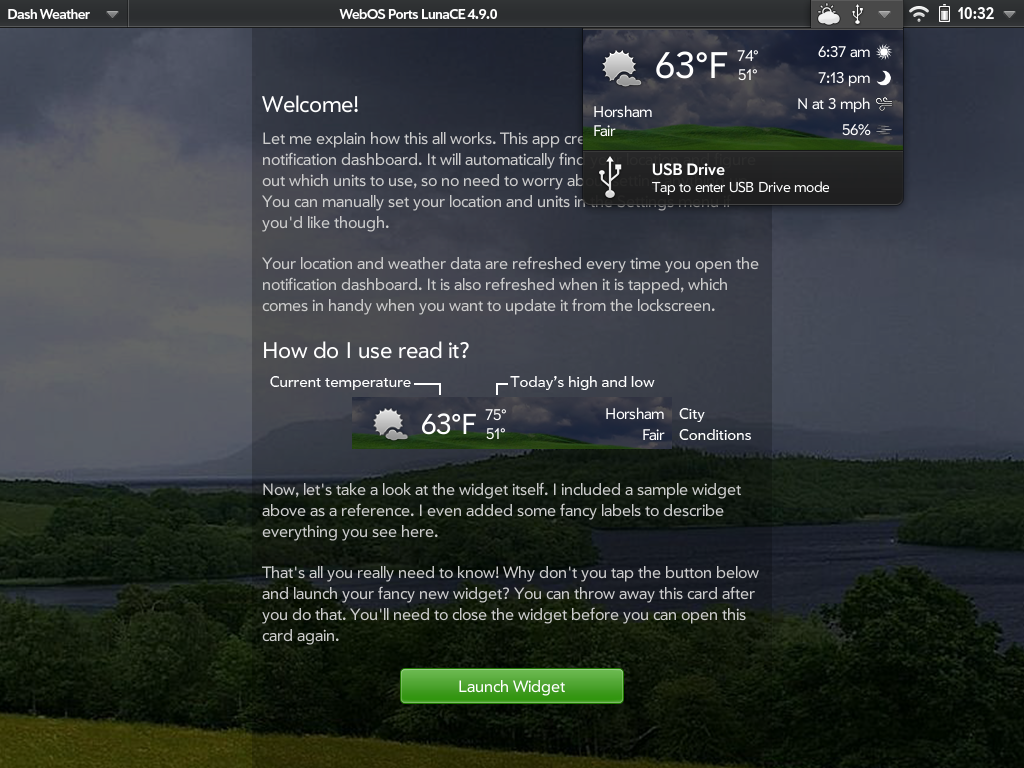 Dash Weather
WebOS Ports LunaCE 4.9.0
10:32
63°F
74°
51°
6:37 am
7:13 pm
N at 3 mph
56%
Horsham
Fair
USB Drive
Tap to enter USB Drive mode
Welcome!
Let me explain how this all works. This app cre
notification dashboard. It will automatically find
out which units to use, so no need to worry abo
You can manually set your location and units in the Settings menu if
you'd like though.
Your location and weather data are refreshed every time you open the
notification dashboard. It is also refreshed when it is tapped, which
comes in handy when you want to update it from the lockscreen.
How do I use read it?
Current temperature
Today's high and low
63°F
75°
51°
Horsham City
Fair Conditions
Now, let's take a look at the widget itself. I included a sample widget
above as a reference. I even added some fancy labels to describe
everything you see here.
That's all you really need to know! Why don't you tap the button below
and launch your fancy new widget? You can throw away this card after
you do that. You'll need to close the widget before you can open this
card again.
Launch Widget